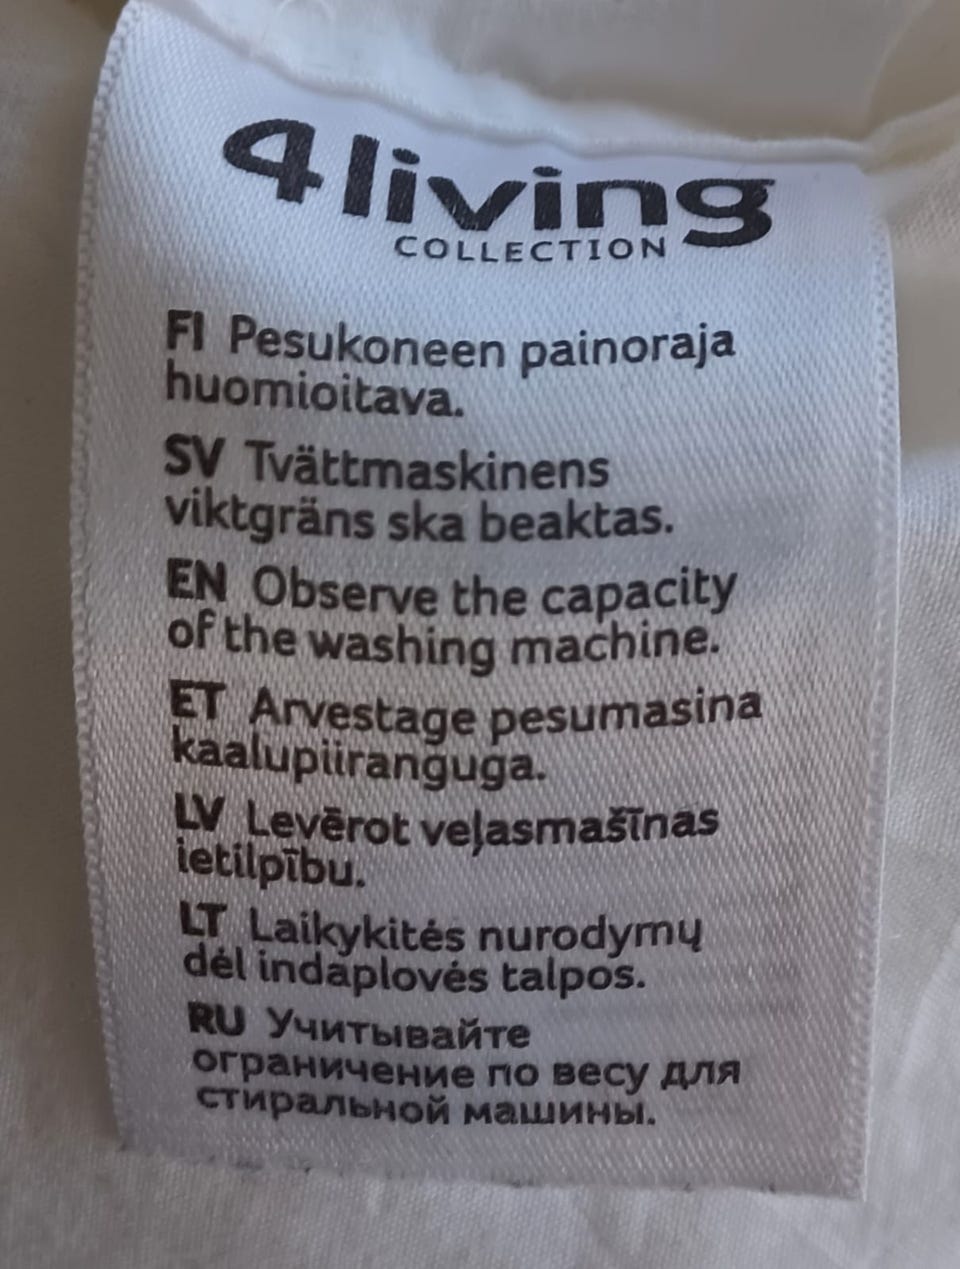 4living
COLLECTION
FI Pesukoneen painoraja
huomioitava.
SV Tvättmaskinens
viktgräns ska beaktas.
EN Observe the capacity
of the washing machine.
ET Arvestage pesumasina
kaalupiiranguga.
LV Levērot veļasmašīnas
ietilpību.
LT Laikykitės nurodymų
dėl indaplovės talpos.
RU Учитывайте
ограничение по весу для
стиральной машины.